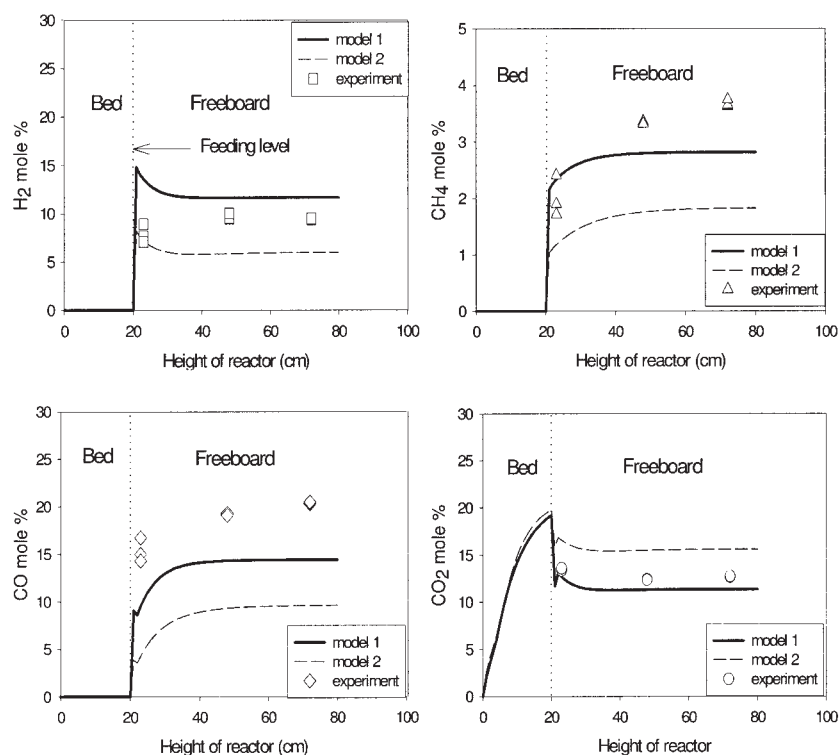 30
25
20
15
10
5
0
H2 mole %
Bed
Freeboard
Feeding level
model 1
model 2
experiment
0 20 40 60 80 100
Height of reactor (cm)
5
4
3
2
1
0
CH4 mole %
Bed
Freeboard
model 1
model 2
experiment
0 20 40 60 80 100
Height of reactor (cm)
30
25
20
15
10
5
0
CO mole %
Bed
Freeboard
model 1
model 2
experiment
0 20 40 60 80 100
Height of reactor (cm)
30
25
20
15
10
5
0
CO2 mole %
Bed
Freeboard
model 1
model 2
experiment
0 20 40 60 80 100
Height of reactor